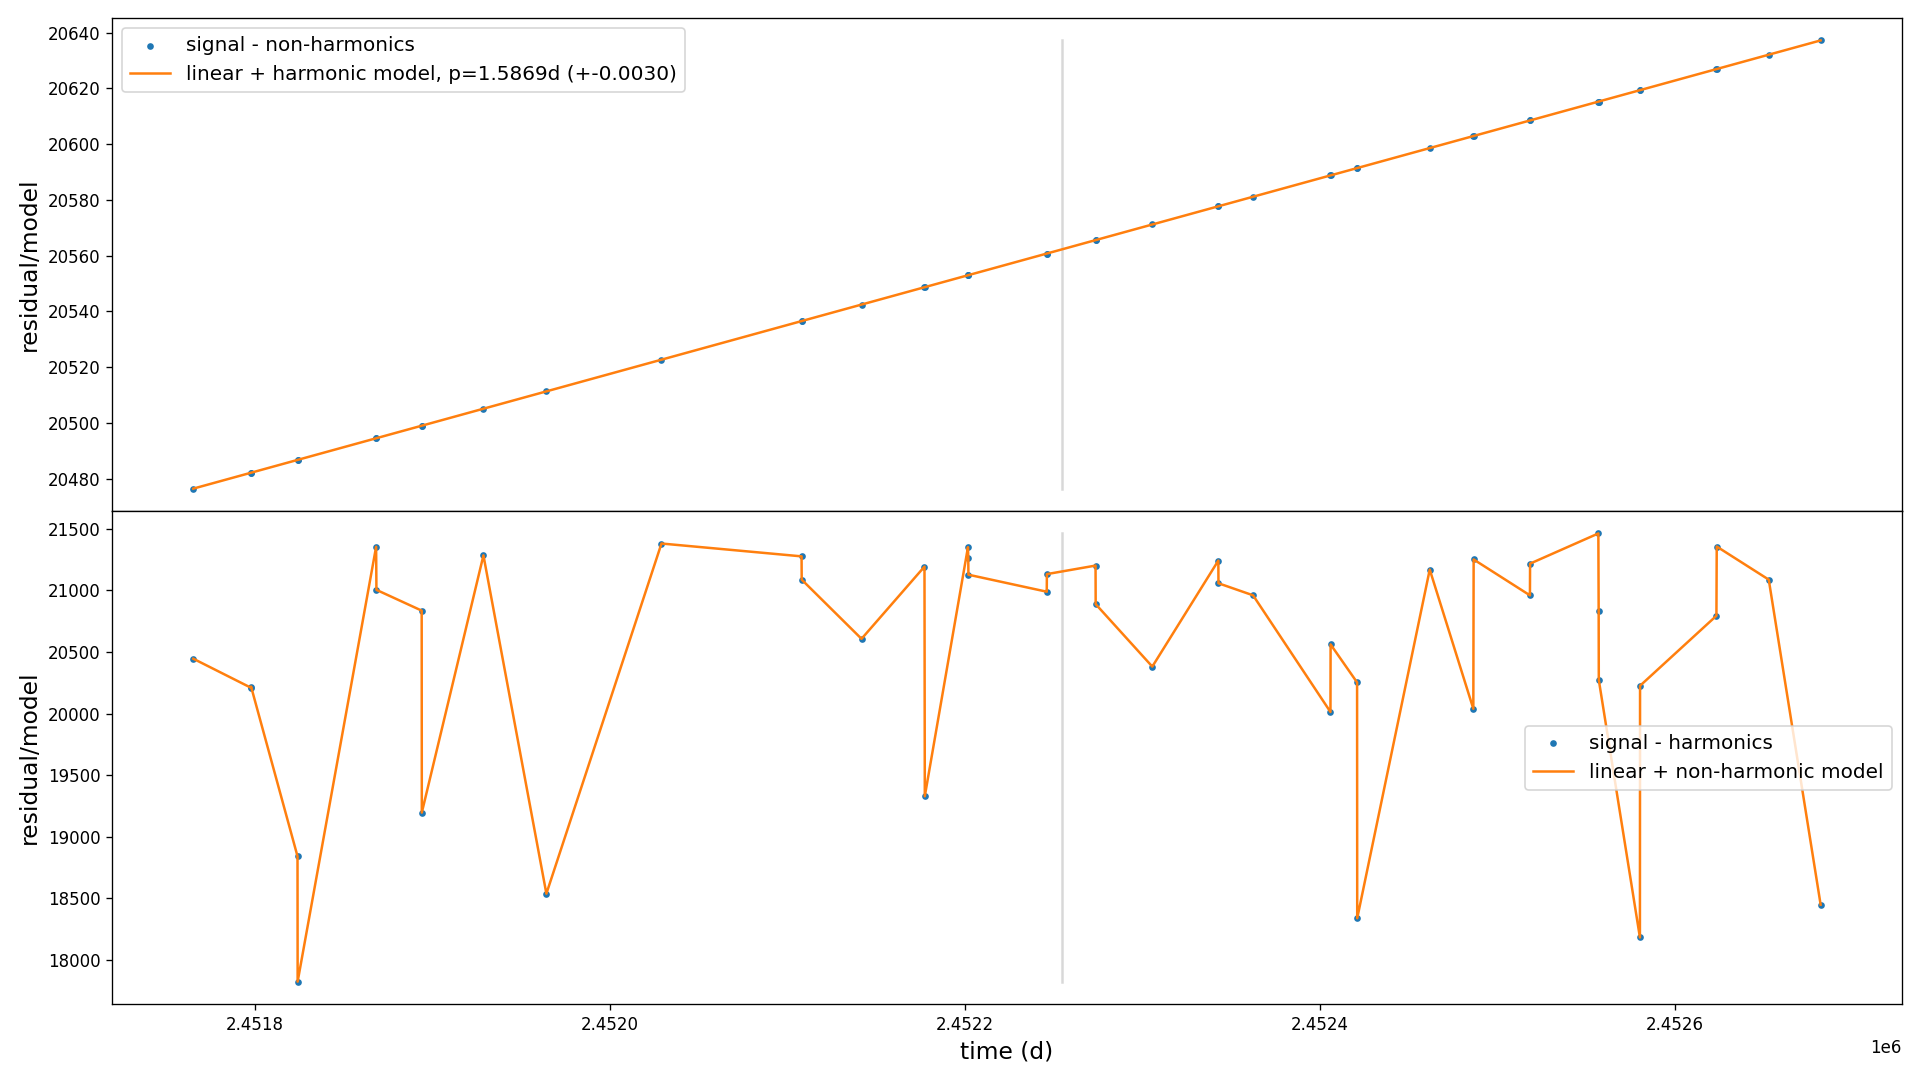 20640
20620
20600
20580
20560
20540
20520
20500
20480
residual/model
signal - non-harmonics
linear + harmonic model, p=1.5869d (+-0.0030)
21500
21000
20500
20000
19500
19000
18500
18000
residual/model
signal - harmonics
linear + non-harmonic model
2.4518
2.4520
2.4522
2.4524
2.4526
1e6
time (d)